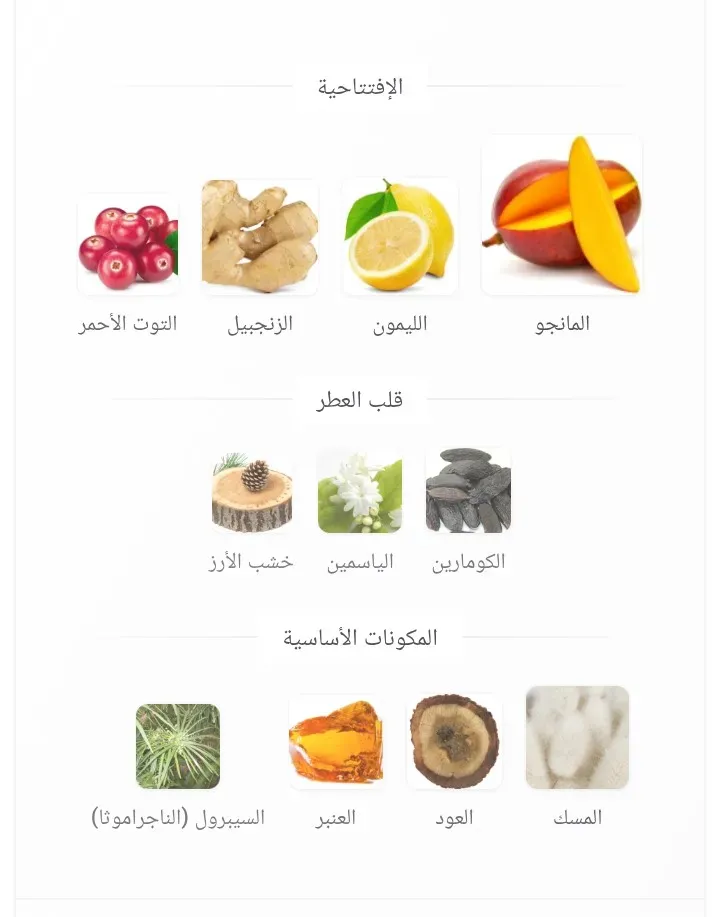 الإفتتاحية
المانجو
الليمون
الزنجبيل
التوت الأحمر
قلب العطر
الكومارين
الياسمين
خشب الأرز
المكونات الأساسية
المسك
العود
العنبر
السيبرول (الناجراموثا)